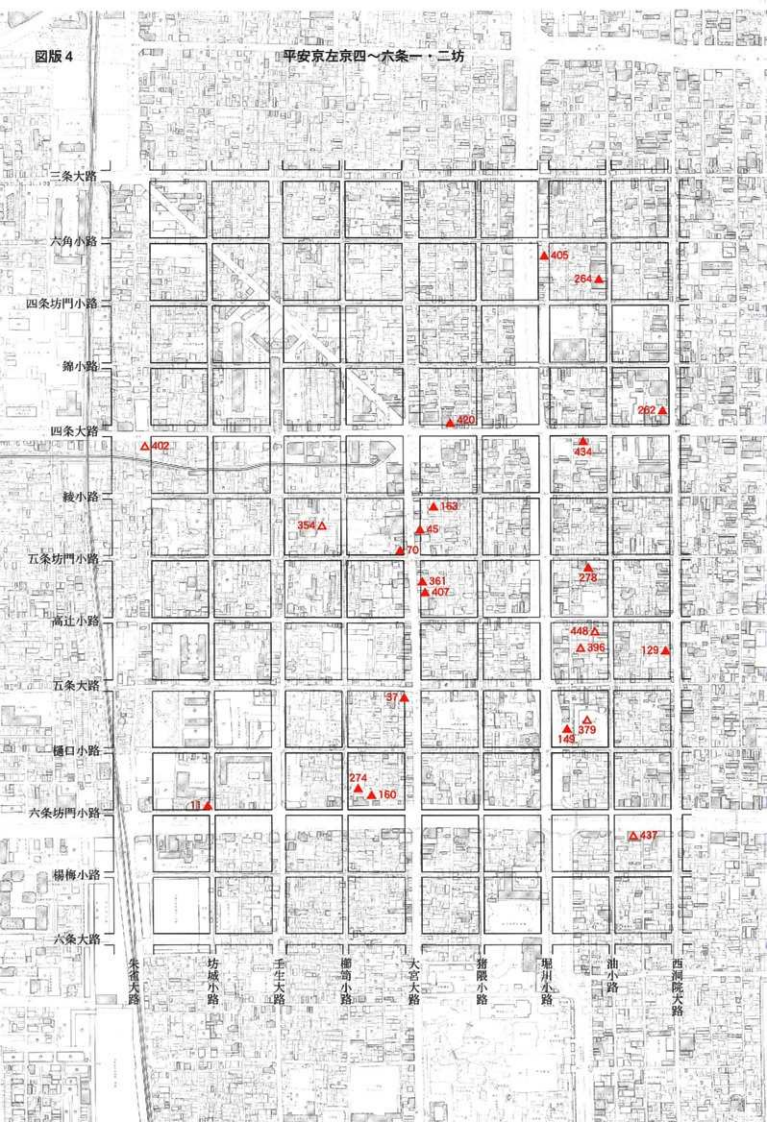 図版4
平安京左京四〜六条一・二坊
三条大路
六角小路
405
264
四条坊門小路
錦小路
262
420
四条大路
402
434
綾小路
163
354
45
70
五条坊門小路
278
361
407
高辻小路
448
396
129
五条大路
37
379
149
樋口小路
274
160
11
六条坊門小路
437
楊梅小路
六条大路
朱雀大路
坊城小路
壬生大路
櫛笥小路
大宮大路
猪隈小路
堀川小路
油小路
西洞院大路